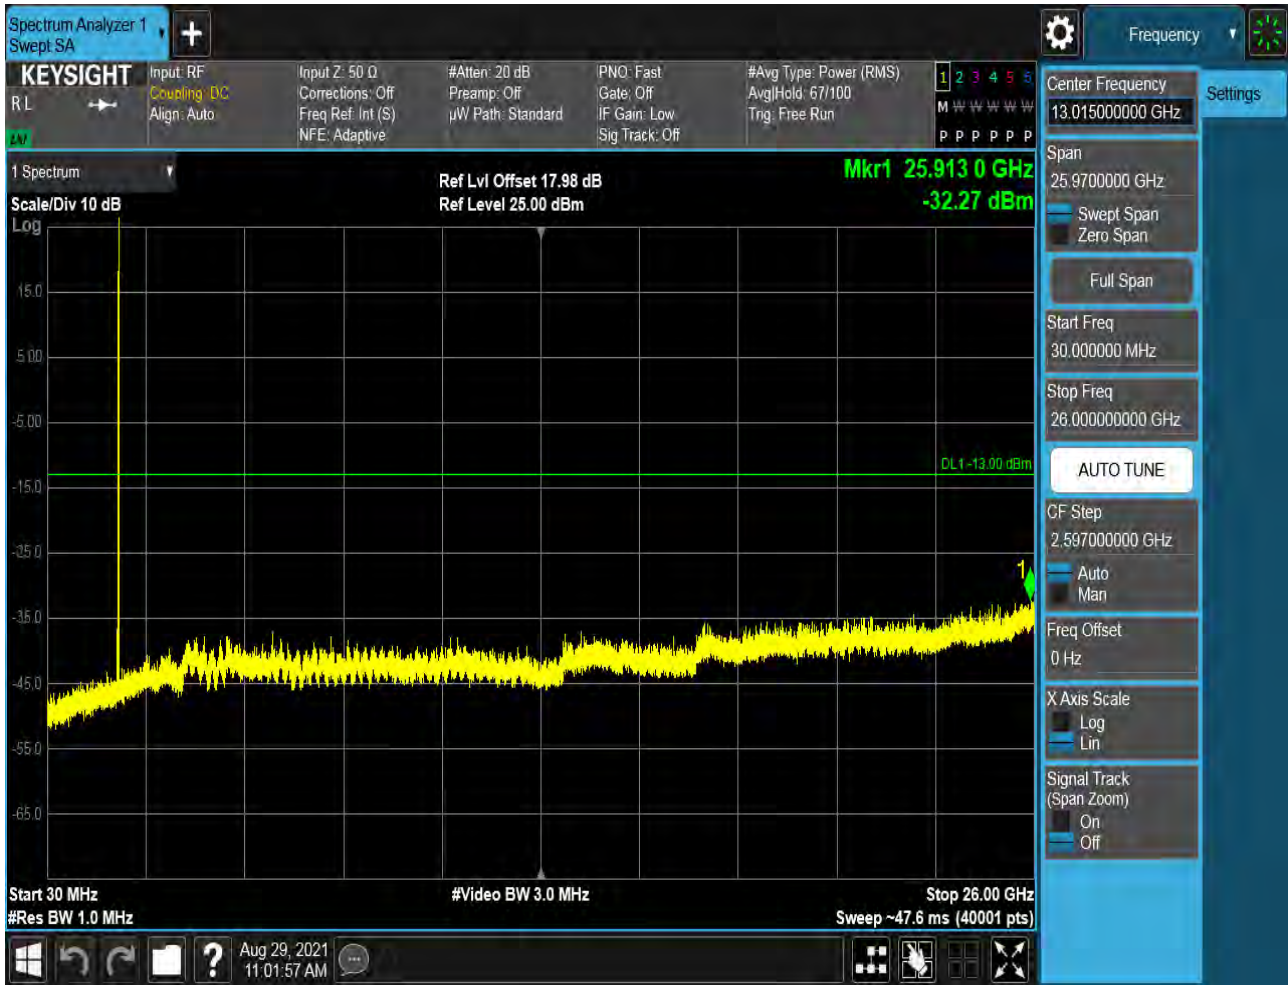 Spectrum Analyzer 1
Swept SA
Frequency
KEYSIGHT
R L
Input: RF
Coupling: DC
Align: Auto
Input Z: 50 Ω
Corrections: Off
Freq Ref: Int (S)
NFE: Adaptive
#Atten: 20 dB
Preamp: Off
µW Path: Standard
PNO: Fast
Gate: Off
IF Gain: Low
Sig Track: Off
#Avg Type: Power (RMS)
Avg|Hold: 67/100
Trig: Free Run
1 2 3 4 5 6
M W W W W W
P P P P P P
1 Spectrum
Scale/Div 10 dB
Log
Ref Lvl Offset 17.98 dB
Ref Level 25.00 dBm
Mkr1 25.913 0 GHz
-32.27 dBm
15.0
5.00
-5.00
-15.0
-25.0
-35.0
-45.0
-55.0
-65.0
DL1 -13.00 dBm
1
Start 30 MHz
#Res BW 1.0 MHz
#Video BW 3.0 MHz
Stop 26.00 GHz
Sweep ~47.6 ms (40001 pts)
Aug 29, 2021
11:01:57 AM
Center Frequency
13.015000000 GHz
Settings
Span
25.9700000 GHz
Swept Span
Zero Span
Full Span
Start Freq
30.000000 MHz
Stop Freq
26.000000000 GHz
AUTO TUNE
CF Step
2.597000000 GHz
Auto
Man
Freq Offset
0 Hz
X Axis Scale
Log
Lin
Signal Track
(Span Zoom)
On
Off